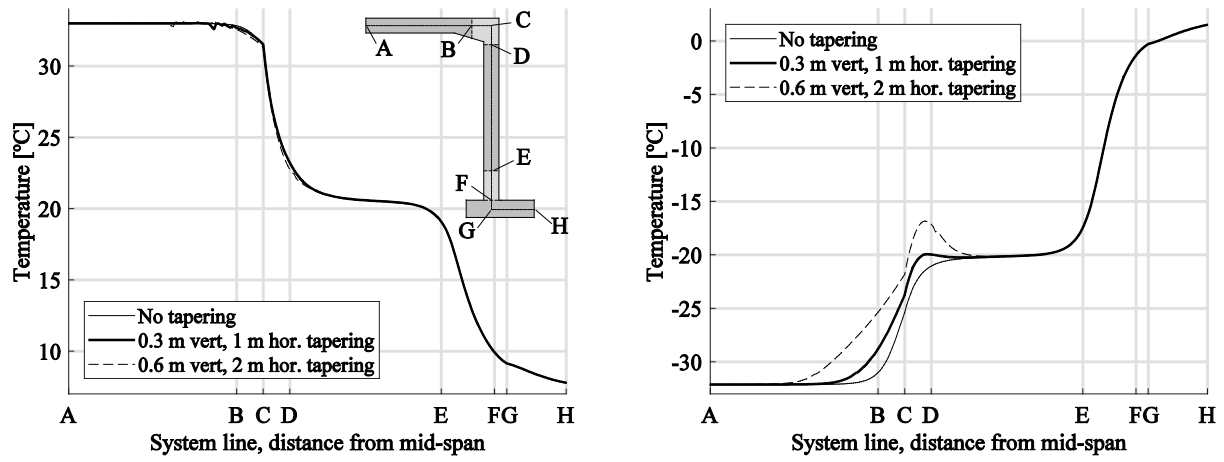 Temperature [ºC]
30
25
20
15
10
A
B
C
D
E
F
G
H
No tapering
0.3 m vert, 1 m hor. tapering
0.6 m vert, 2 m hor. tapering
A B C D E FG H
System line, distance from mid-span
Temperature [ºC]
0
-5
-10
-15
-20
-25
-30
No tapering
0.3 m vert, 1 m hor. tapering
0.6 m vert, 2 m hor. tapering
A B C D E FG H
System line, distance from mid-span